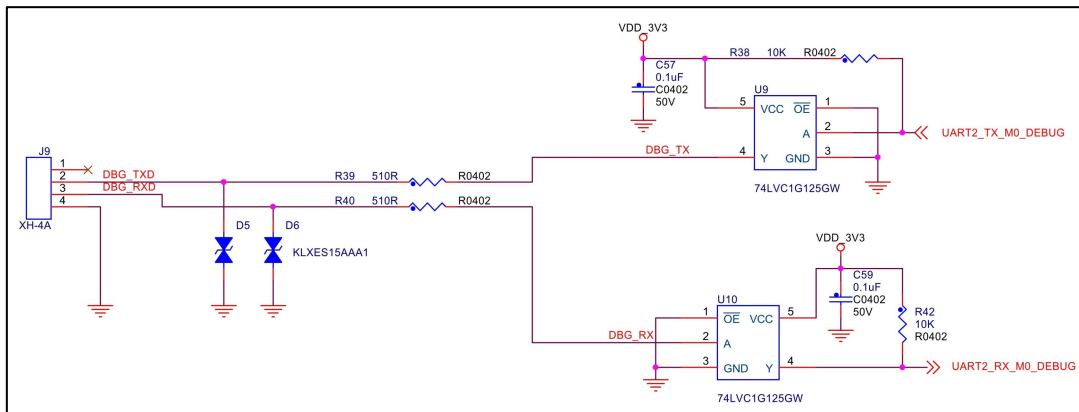 VDD_3V3
R38 10K R0402
C57
0.1uF
C0402
50V
U9
5 VCC OE 1
A 2
4 Y GND 3
74LVC1G125GW
UART2_TX_M0_DEBUG
DBG_TX
J9
1
2
3
4
XH-4A
DBG_TXD
DBG_RXD
R39 510R R0402
R40 510R R0402
D5
D6
KLXES15AAA1
VDD_3V3
C59
0.1uF
C0402
50V
R42
10K
R0402
U10
1 OE VCC 5
2 A
3 GND Y 4
74LVC1G125GW
DBG_RX
UART2_RX_M0_DEBUG